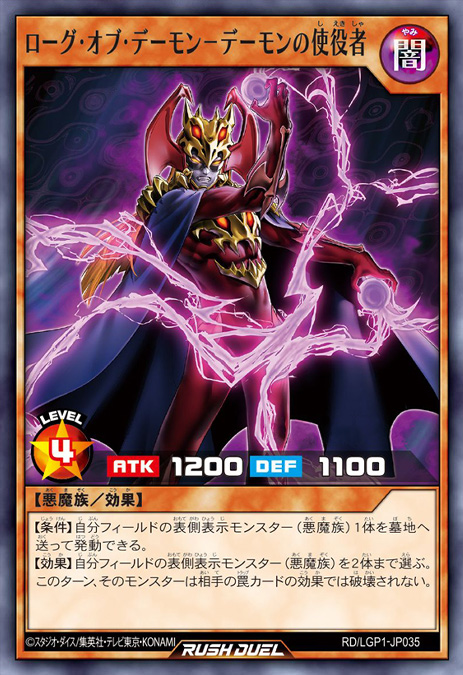 ローグ・オブ・デーモン－デーモンの使役者
闇
LEVEL
4
ATK 1200 DEF 1100
【悪魔族／効果】
【条件】自分フィールドの表側表示モンスター（悪魔族）1体を墓地へ
送って発動できる。
【効果】自分フィールドの表側表示モンスター（悪魔族）を2体まで選ぶ。
このターン、そのモンスターは相手の罠カードの効果では破壊されない。
©スタジオ・ダイス/集英社・テレビ東京・KONAMI
RUSH DUEL
RD/LGP1-JP035